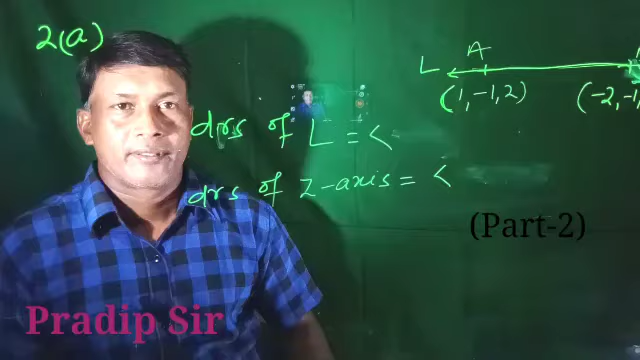 2(a)
L A
(1, -1, 2) (-2, -1,
drs of L = <
drs of Z-axis = <
(Part-2)
Pradip Sir